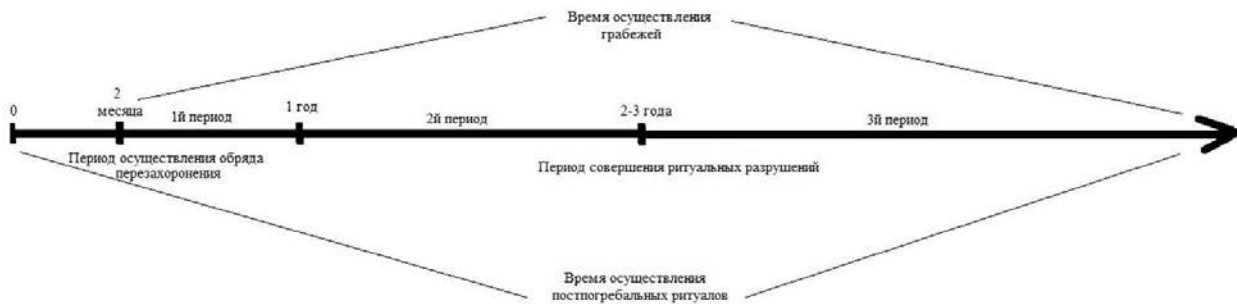 Время осуществления
грабежей
0
2
месяца
1й период
1 год
2й период
2-3 года
3й период
Период осуществления обряда
перезахоронения
Период совершения ритуальных разрушений
Время осуществления
постпогребальных ритуалов